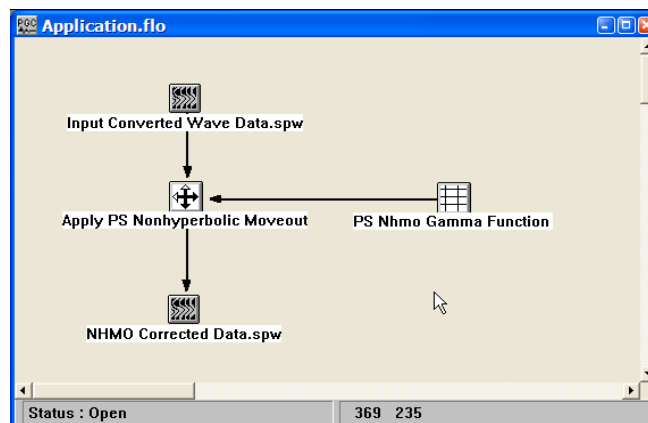 PGC Application.flo
Input Converted Wave Data.spw
Apply PS Nonhyperbolic Moveout
PS Nhmo Gamma Function
NHMO Corrected Data.spw
Status : Open
369 235